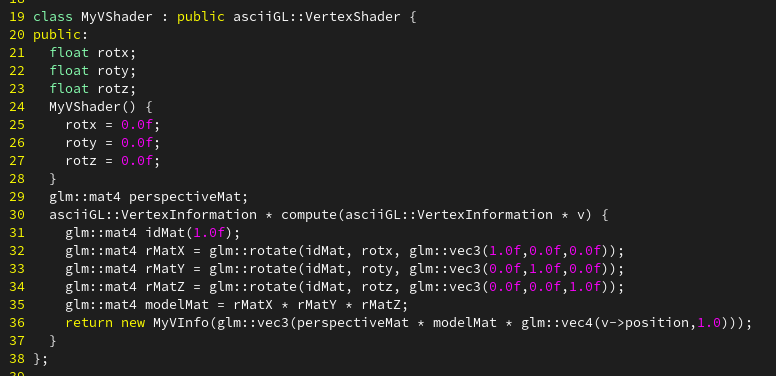 19 class MyVShader : public asciiGL::VertexShader {
20 public:
21   float rotx;
22   float roty;
23   float rotz;
24   MyVShader() {
25     rotx = 0.0f;
26     roty = 0.0f;
27     rotz = 0.0f;
28   }
29   glm::mat4 perspectiveMat;
30   asciiGL::VertexInformation * compute(asciiGL::VertexInformation * v) {
31     glm::mat4 idMat(1.0f);
32     glm::mat4 rMatX = glm::rotate(idMat, rotx, glm::vec3(1.0f,0.0f,0.0f));
33     glm::mat4 rMatY = glm::rotate(idMat, roty, glm::vec3(0.0f,1.0f,0.0f));
34     glm::mat4 rMatZ = glm::rotate(idMat, rotz, glm::vec3(0.0f,0.0f,1.0f));
35     glm::mat4 modelMat = rMatX * rMatY * rMatZ;
36     return new MyVInfo(glm::vec3(perspectiveMat * modelMat * glm::vec4(v->position,1.0)));
37   }
38 };